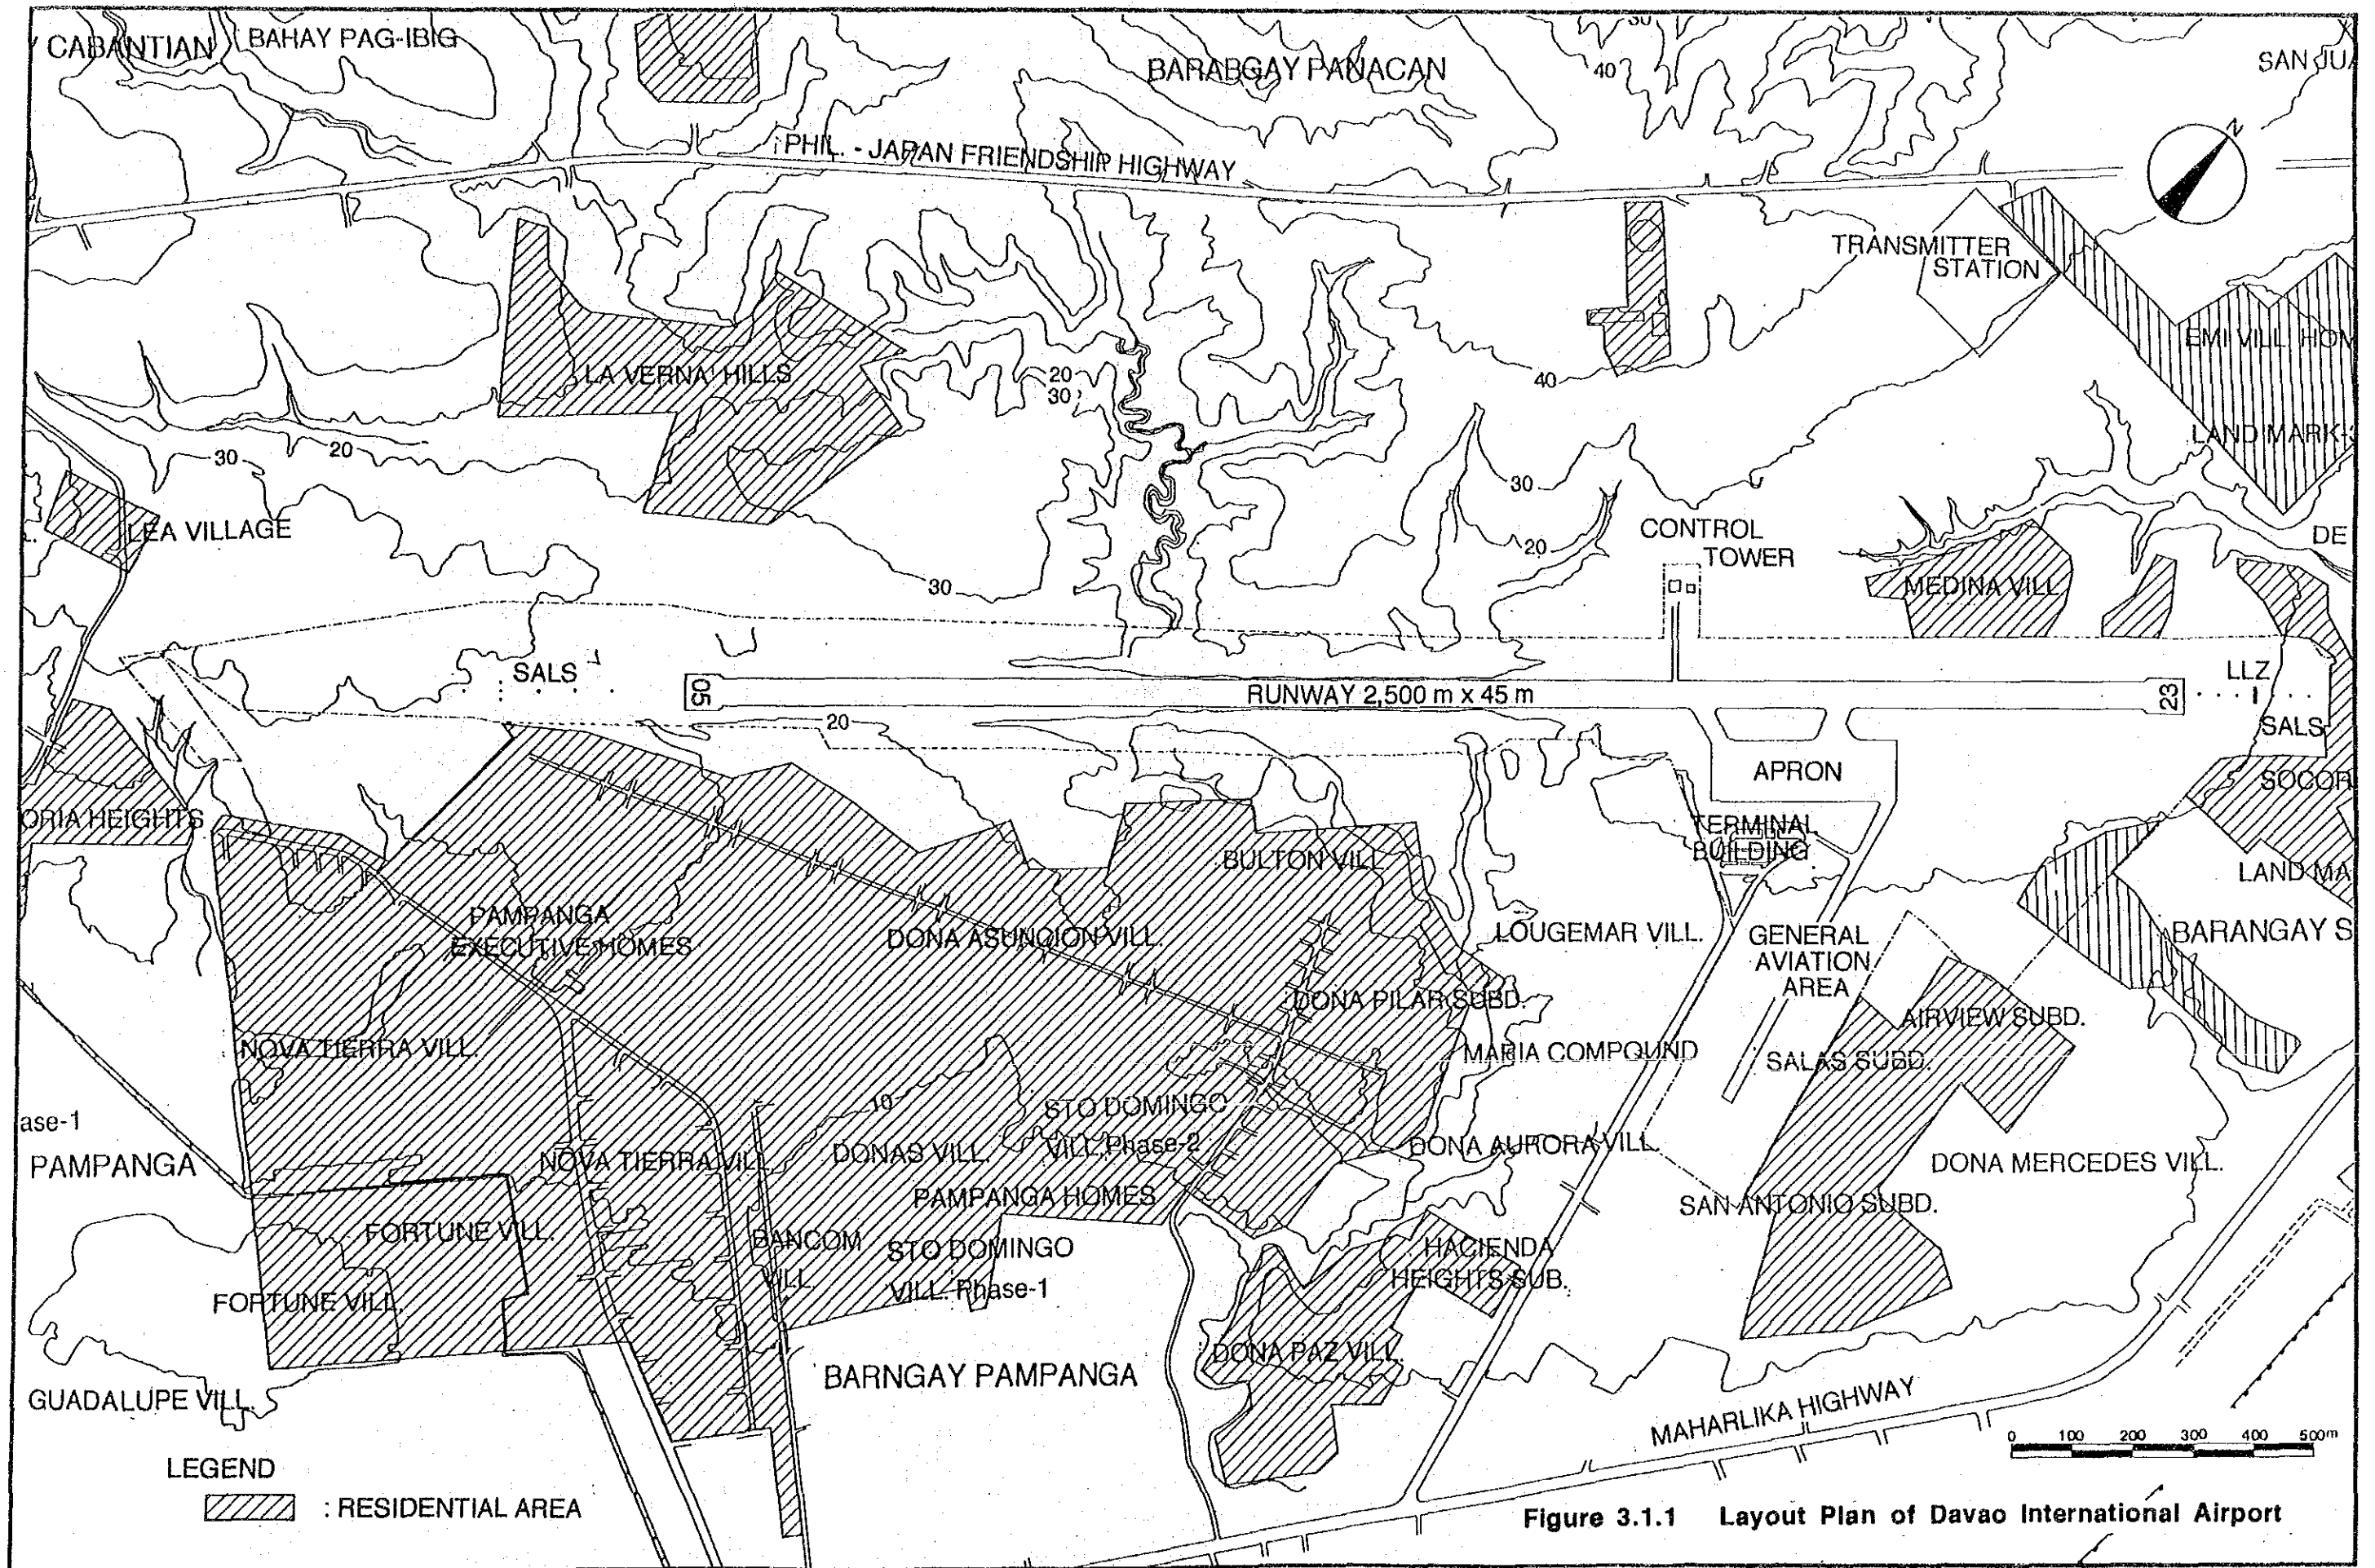 CABANTIAN
BAHAY PAG-IBIG
BARABGAY PANACAN
30
40
SAN JUA
PHIL. - JAPAN FRIENDSHIP HIGHWAY
N
TRANSMITTER
STATION
EMI VILL. HOM
LA VERNA HILLS
20
30
40
LAND MARK-
30
20
30
LEA VILLAGE
20
CONTROL
TOWER
DE
30
MEDINA VILL.
SALS
05
RUNWAY 2,500 m x 45 m
23
LLZ
SALS
20
APRON
SOCOR
ORIA HEIGHTS
TERMINAL
BUILDING
BULTON VILL.
LAND MA
PAMPANGA
EXECUTIVE HOMES
DONA ASUNCION VILL.
LOUGEMAR VILL.
GENERAL
AVIATION
AREA
BARANGAY S
DONA PILAR SUBD.
AIRVIEW SUBD.
NOVA TIERRA VILL.
MARIA COMPOUND
SALAS SUBD.
10
STO DOMINGO
VILL. Phase-2
ase-1
PAMPANGA
NOVA TIERRA VILL.
DONAS VILL.
DONA AURORA VILL.
DONA MERCEDES VILL.
PAMPANGA HOMES
SAN ANTONIO SUBD.
FORTUNE VILL.
BANCOM
VILL.
STO DOMINGO
VILL. Phase-1
HACIENDA
HEIGHTS SUB.
FORTUNE VILL.
DONA PAZ VILL.
BARNGAY PAMPANGA
GUADALUPE VILL.
MAHARLIKA HIGHWAY
0 100 200 300 400 500m
LEGEND
: RESIDENTIAL AREA
Figure 3.1.1 Layout Plan of Davao International Airport